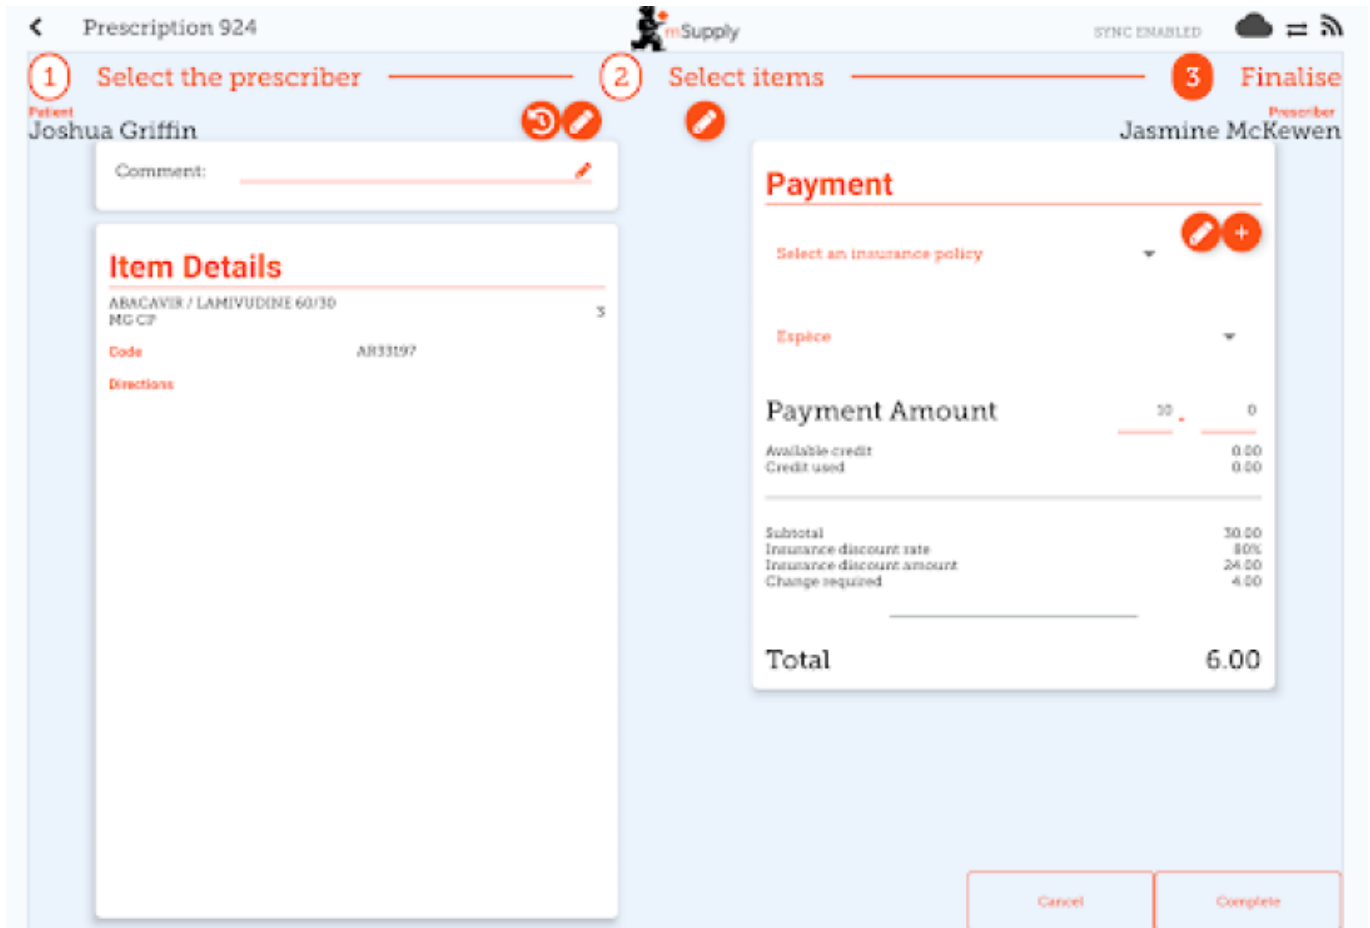 Prescription 924
mSupply
SYNC ENABLED
1 Select the prescriber
2 Select items
3 Finalise
Patient
Joshua Griffin
Prescriber
Jasmine McKewen
Comment:
Item Details
ABACAVIR / LAMIVUDINE 60/30
MG CP
3
Code AR33197
Directions
Payment
Select an insurance policy
Espèce
Payment Amount 10 . 0
Available credit 0.00
Credit used 0.00
Subtotal 30.00
Insurance discount rate 80%
Insurance discount amount 24.00
Change required 4.00
Total 6.00
Cancel
Complete